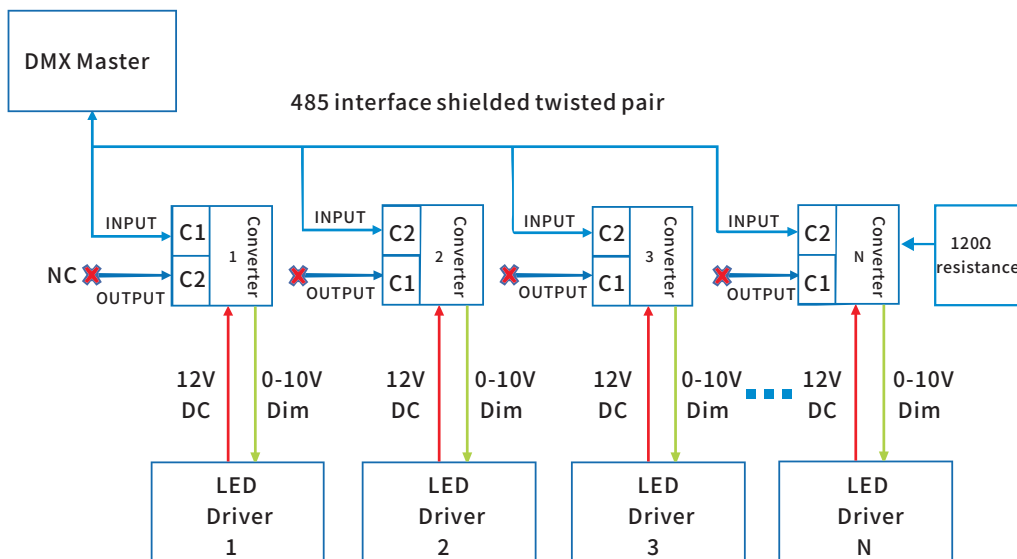 DMX Master
485 interface shielded twisted pair
INPUT
C1
C2
Converter
1
NC
OUTPUT
INPUT
C2
C1
Converter
2
OUTPUT
INPUT
C2
C1
Converter
3
OUTPUT
INPUT
C2
C1
Converter
N
OUTPUT
120Ω
resistance
12V
DC
0-10V
Dim
12V
DC
0-10V
Dim
12V
DC
0-10V
Dim
12V
DC
0-10V
Dim
LED
Driver
1
LED
Driver
2
LED
Driver
3
LED
Driver
N